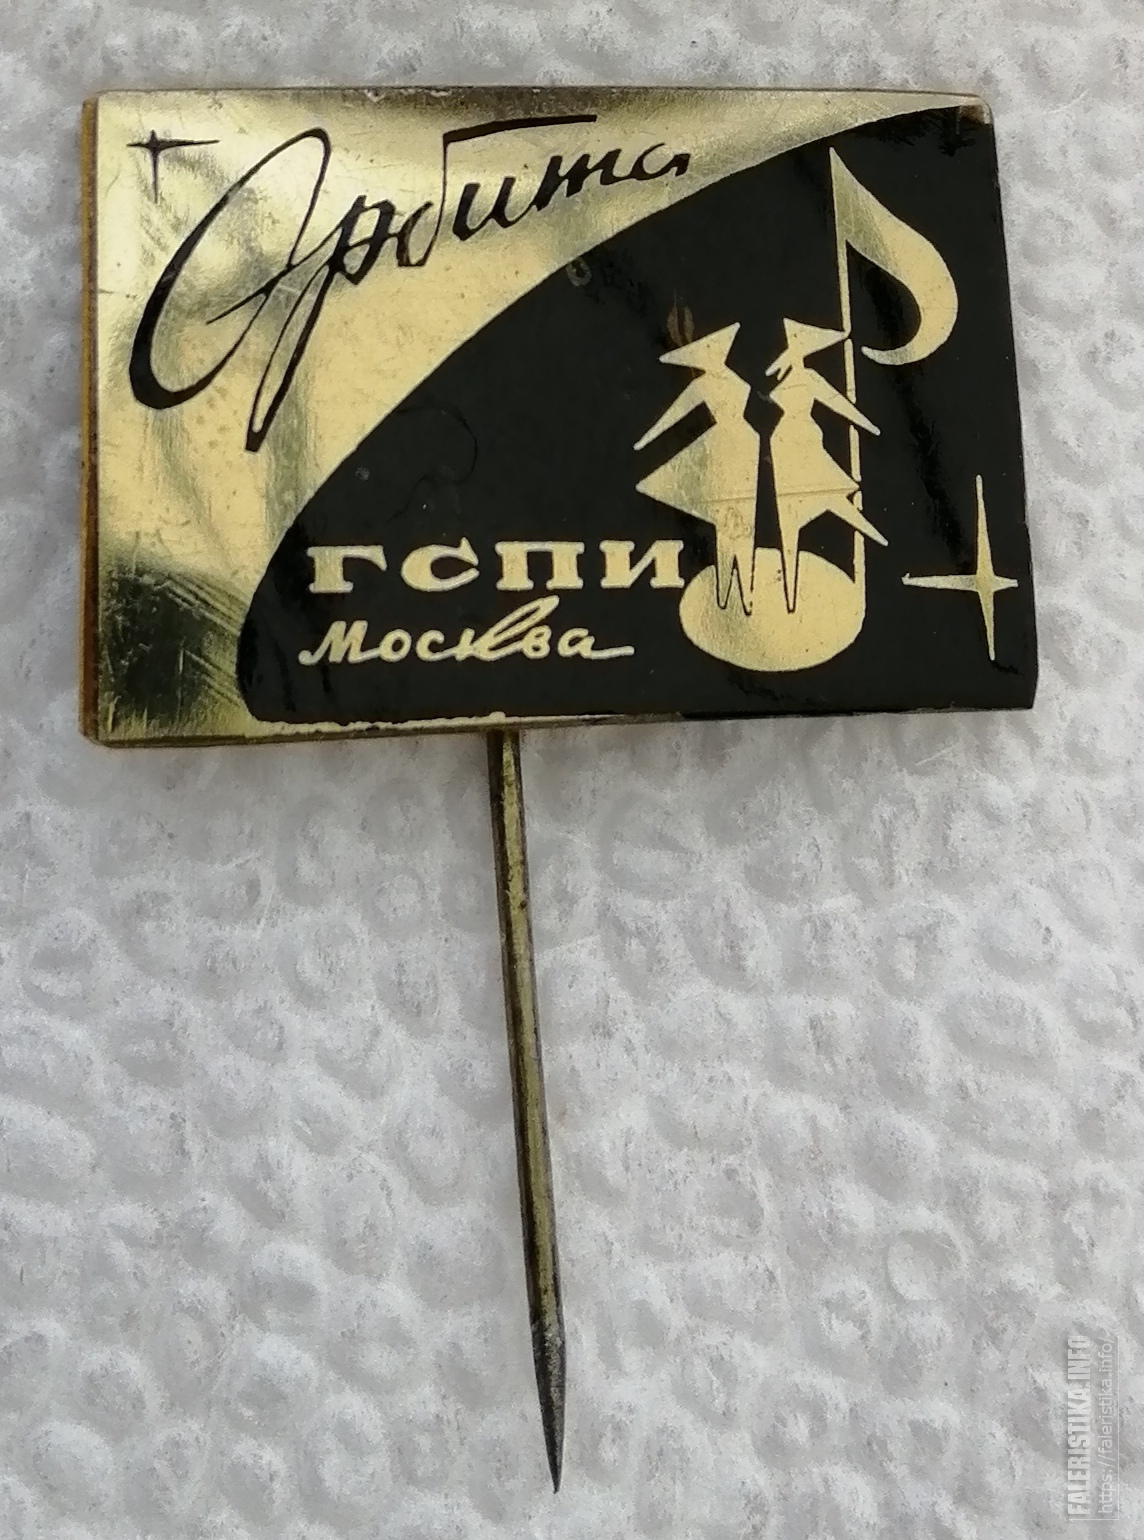 Орбита
ГСПИ
Москва
FALERISTIKA.INFO
https://faleristika.info/